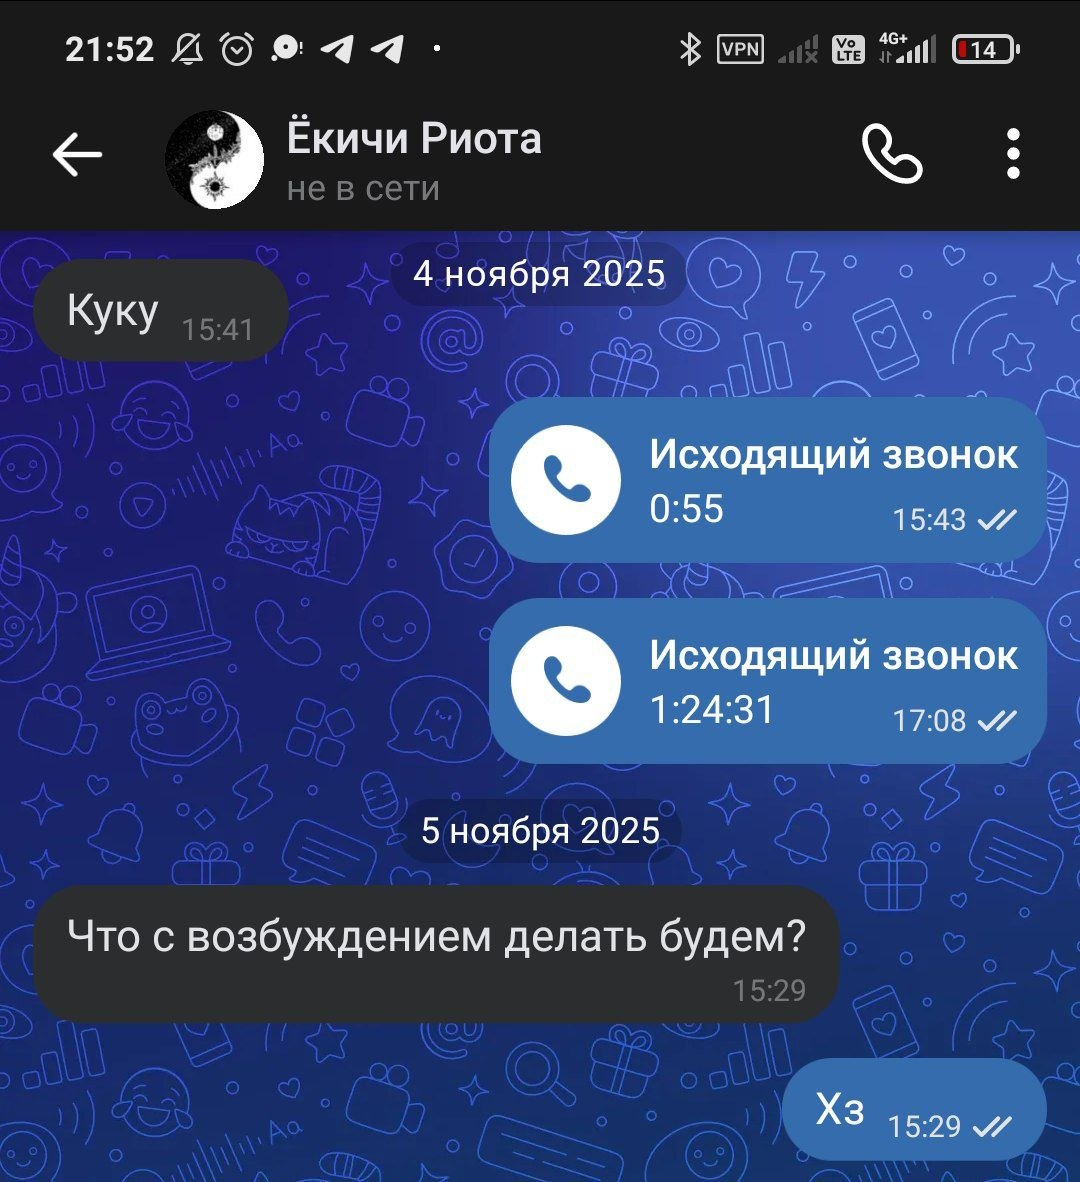 21:52
VPN
Vo LTE
4G+
14
Ёкичи Риота
не в сети
4 ноября 2025
Куку 15:41
Исходящий звонок
0:55 15:43
Исходящий звонок
1:24:31 17:08
5 ноября 2025
Что с возбуждением делать будем?
15:29
Хз 15:29